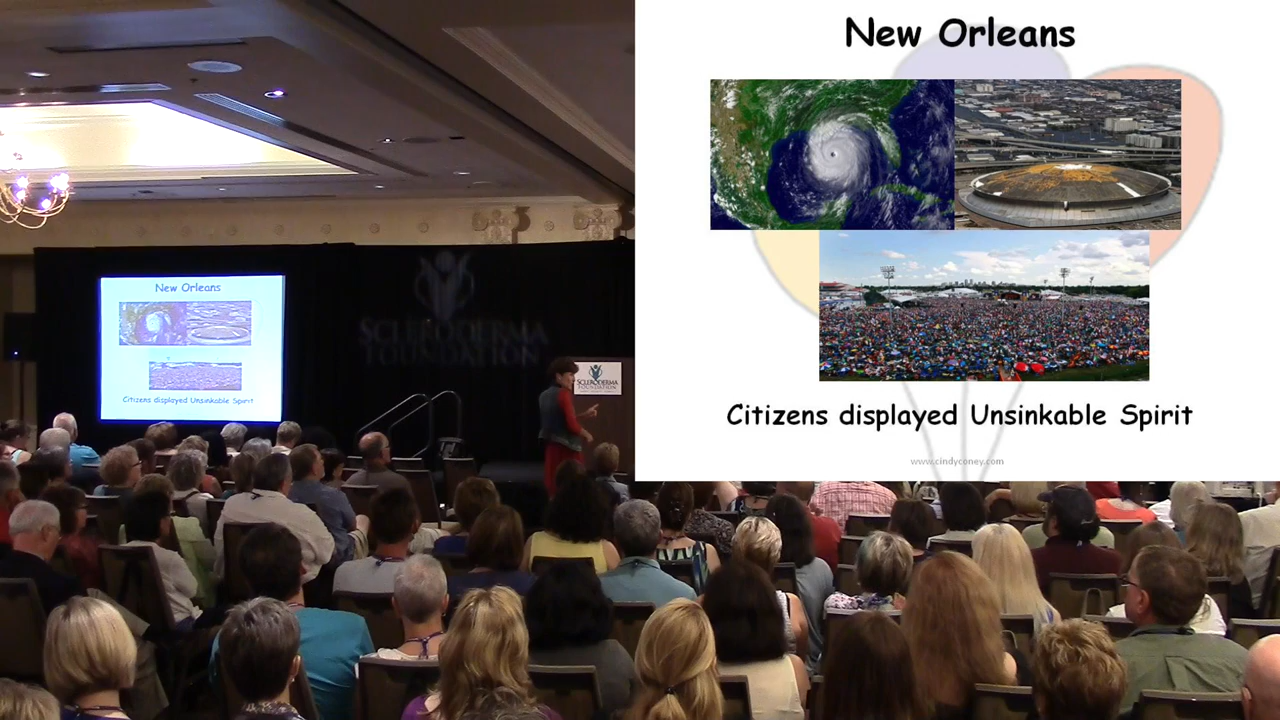 New Orleans
Citizens displayed Unsinkable Spirit
www.cindyconey.com
New Orleans
Citizens displayed Unsinkable Spirit
SCLERODERMA
FOUNDATION
SCLERODERMA
FOUNDATION